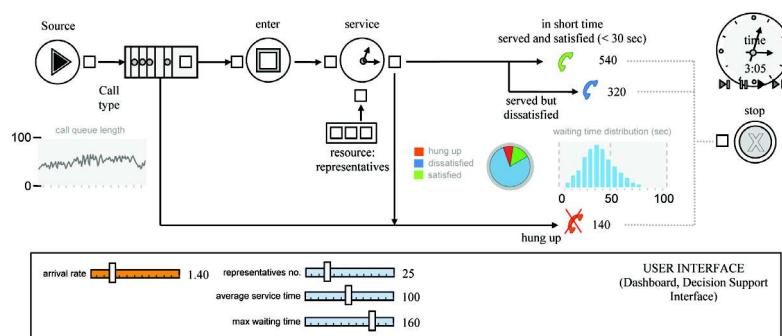 Source
enter
service
in short time
served and satisfied (< 30 sec)
time
3:05
540
320
Call
type
served but
dissatisfied
stop
X
100
call queue length
0
resource:
representatives
hung up
dissatisfied
satisfied
waiting time distribution (sec)
0
50
100
hung up
140
arrival rate
1.40
representatives no.
25
average service time
100
max waiting time
160
USER INTERFACE
(Dashboard, Decision Support
Interface)